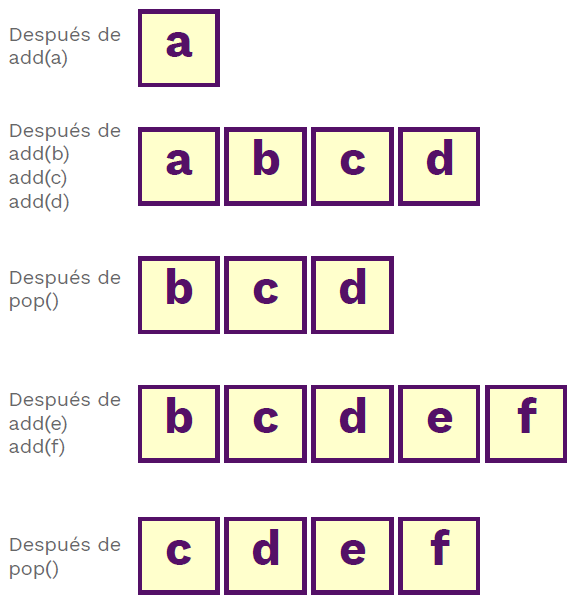 Después de
add(a)
a
Después de
add(b)
add(c)
add(d)
a b c d
Después de
pop()
b c d
Después de
add(e)
add(f)
b c d e f
Después de
pop()
c d e f